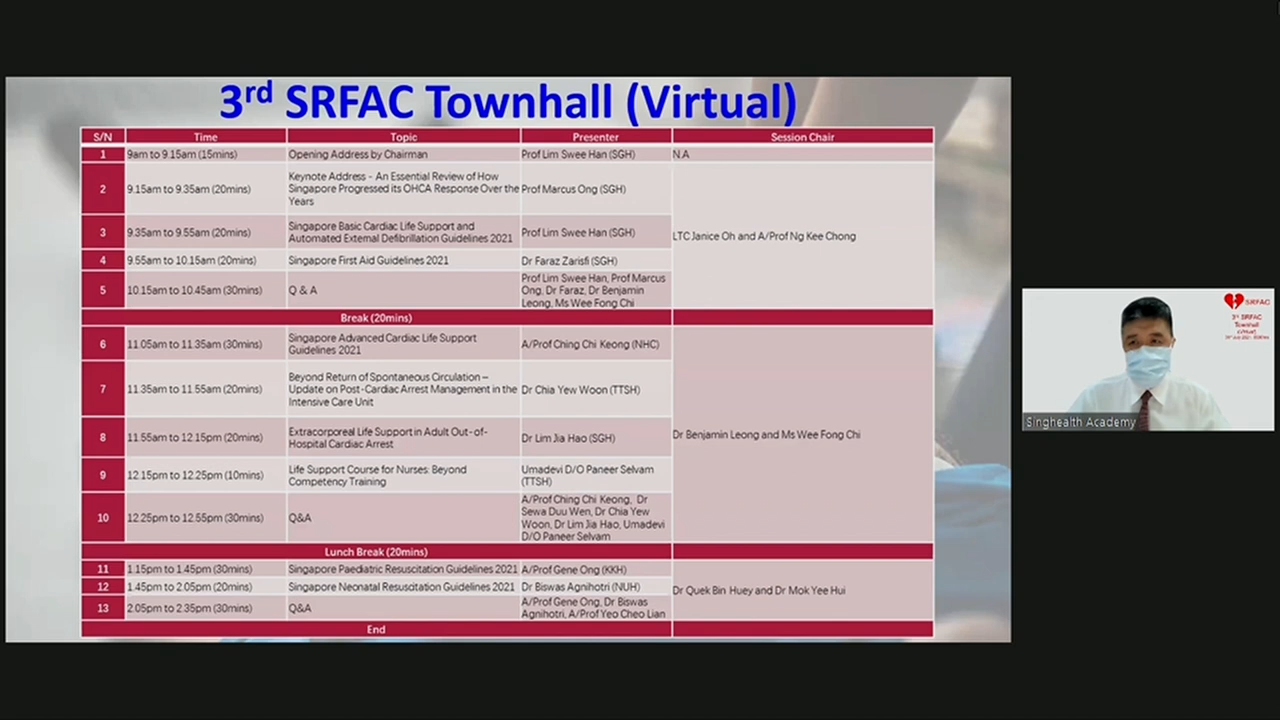 3rd SRFAC Townhall (Virtual)
S/N Time Topic Presenter Session Chair
1 9am to 9.15am (15mins) Opening Address by Chairman Prof Lim Swee Han (SGH) N.A
2 9.15am to 9.35am (20mins) Keynote Address - An Essential Review of How
Singapore Progressed its OHCA Response Over the
Years
Prof Marcus Ong (SGH)
3 9.35am to 9.55am (20mins) Singapore Basic Cardiac Life Support and
Automated External Defibrillation Guidelines 2021
Prof Lim Swee Han (SGH)
LTC Janice Oh and A/Prof Ng Kee Chong
4 9.55am to 10.15am (20mins) Singapore First Aid Guidelines 2021 Dr Faraz Zarisfi (SGH)
5 10.15am to 10.45am (30mins) Q & A
Prof Lim Swee Han, Prof Marcus
Ong, Dr Faraz, Dr Benjamin
Leong, Ms Wee Fong Chi
Break (20mins)
6 11.05am to 11.35am (30mins) Singapore Advanced Cardiac Life Support
Guidelines 2021
A/Prof Ching Chi Keong (NHC)
7 11.35am to 11.55am (20mins) Beyond Return of Spontaneous Circulation –
Update on Post-Cardiac Arrest Management in the
Intensive Care Unit
Dr Chia Yew Woon (TTSH)
8 11.55am to 12.15pm (20mins) Extracorporeal Life Support in Adult Out-of-
Hospital Cardiac Arrest
Dr Lim Jia Hao (SGH)
Dr Benjamin Leong and Ms Wee Fong Chi
9 12.15pm to 12.25pm (10mins) Life Support Course for Nurses: Beyond
Competency Training
Umadevi D/O Paneer Selvam
(TTSH)
10 12.25pm to 12.55pm (30mins) Q&A
A/Prof Ching Chi Keong, Dr
Sewa Duu Wen, Dr Chia Yew
Woon, Dr Lim Jia Hao, Umadevi
D/O Paneer Selvam
Lunch Break (20mins)
11 1.15pm to 1.45pm (30mins) Singapore Paediatric Resuscitation Guidelines 2021 A/Prof Gene Ong (KKH)
12 1.45pm to 2.05pm (20mins) Singapore Neonatal Resuscitation Guidelines 2021 Dr Biswas Agnihotri (NUH)
Dr Quek Bin Huey and Dr Mok Yee Hui
13 2.05pm to 2.35pm (30mins) Q&A
A/Prof Gene Ong, Dr Biswas
Agnihotri, A/Prof Yeo Cheo Lian
End
SRFAC
3rd SRFAC
Townhall
(Virtual)
Singhealth Academy